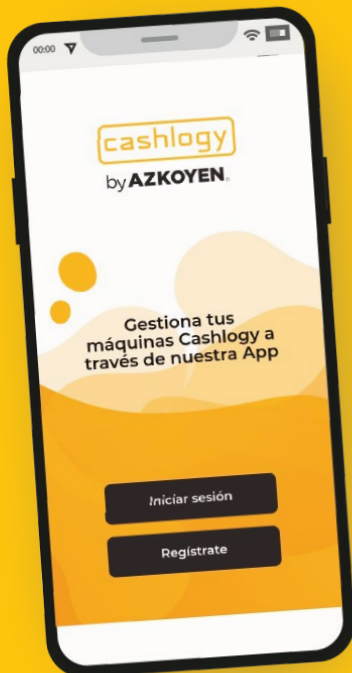 00:00
cashlogy
by AZKOYEN
Gestiona tus
máquinas Cashlogy a
través de nuestra App
Iniciar sesión
Regístrate